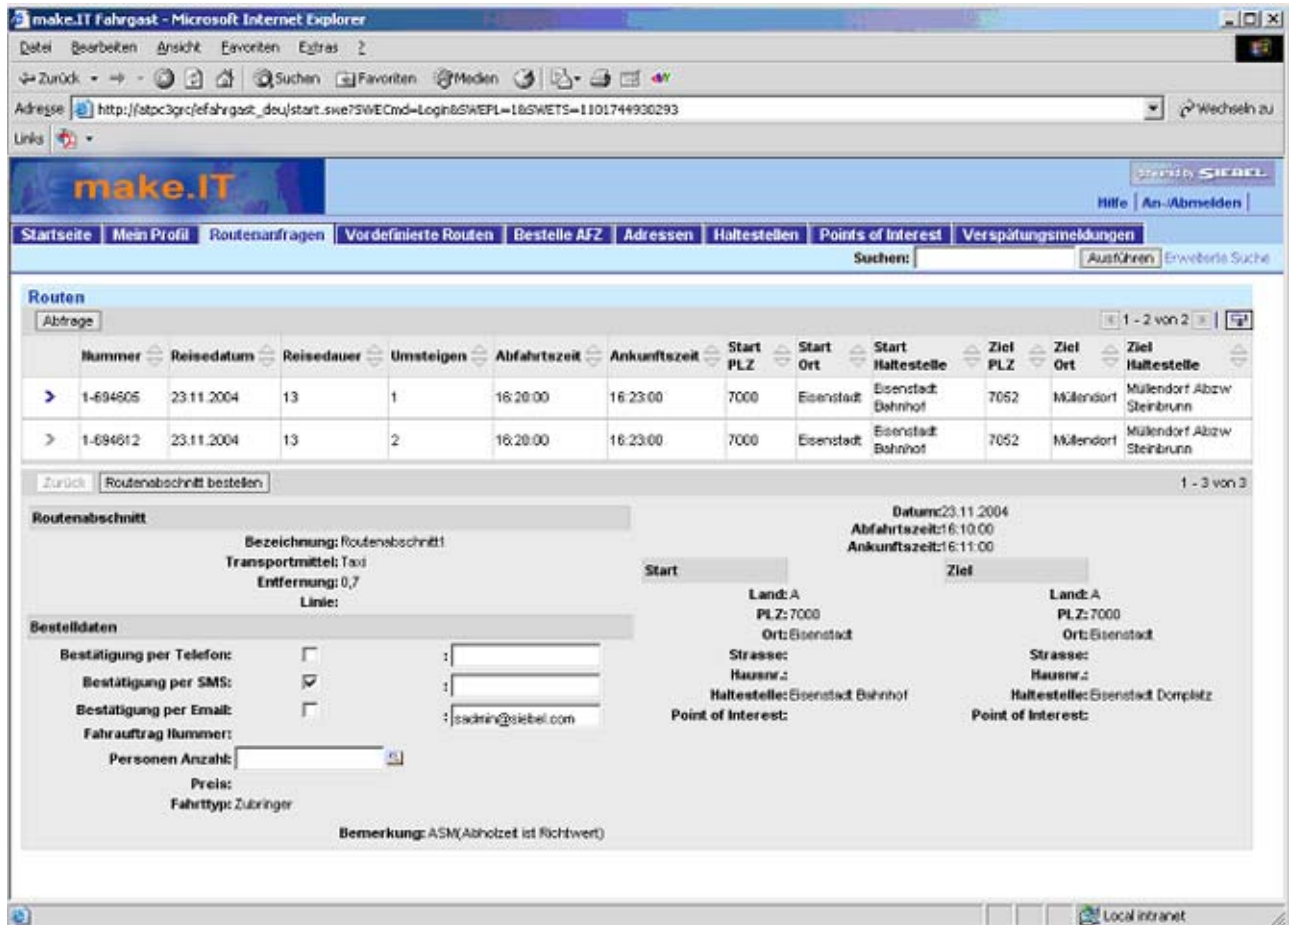 make.IT Fahrgast - Microsoft Internet Explorer
Datei Bearbeiten Ansicht Favoriten Extras ?
Zurück Suchen Favoriten Medien
Adresse http://atpc3grc/efahrgast_deu/start.swe?SWECmd=Login&SWEPL=1&SWETS=1101744930293 Wechseln zu
Links
make.IT
powered by SIEBEL
Hilfe | An-/Abmelden |
Startseite Mein Profil Routenanfragen Vordefinierte Routen Bestelle AFZ Adressen Haltestellen Points of Interest Verspätungsmeldungen
Suchen: Ausführen Erweiterte Suche
Routen
Abfrage 1 - 2 von 2
Nummer Reisedatum Reisedauer Umsteigen Abfahrtszeit Ankunftszeit Start PLZ Start Ort Start Haltestelle Ziel PLZ Ziel Ort Ziel Haltestelle
1-694605 23.11.2004 13 1 16:20:00 16:23:00 7000 Eisenstadt Eisenstadt Bahnhof 7052 Müllendorf Müllendorf Abzw Steinbrunn
1-694612 23.11.2004 13 2 16:20:00 16:23:00 7000 Eisenstadt Eisenstadt Bahnhof 7052 Müllendorf Müllendorf Abzw Steinbrunn
Zurück Routenabschnitt bestellen 1 - 3 von 3
Routenabschnitt
Bezeichnung: Routenabschnitt1
Transportmittel: Taxi
Entfernung: 0,7
Linie:
Datum:23.11.2004
Abfahrtszeit:16:10:00
Ankunftszeit:16:11:00
Bestelldaten
Bestätigung per Telefon: :
Bestätigung per SMS: :
Bestätigung per Email: : sadmin@siebel.com
Fahrauftrag Nummer:
Personen Anzahl:
Preis:
Fahrttyp: Zubringer
Bemerkung: ASM(Abholzeit ist Richtwert)
Start
Land: A
PLZ: 7000
Ort: Eisenstadt
Strasse:
Hausnr.:
Haltestelle: Eisenstadt Bahnhof
Point of Interest:
Ziel
Land: A
PLZ: 7000
Ort: Eisenstadt
Strasse:
Hausnr.:
Haltestelle: Eisenstadt Domplatz
Point of Interest:
Local intranet